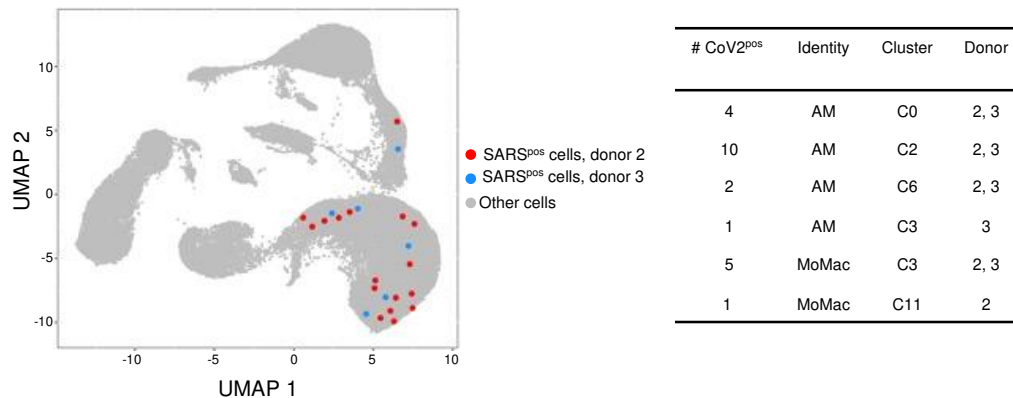 10
5
0
-5
-10
UMAP 2
-10
-5
0
5
10
UMAP 1
SARSᵖᵒˢ cells, donor 2
SARSᵖᵒˢ cells, donor 3
Other cells
# CoV2ᵖᵒˢ Identity Cluster Donor
4 AM C0 2, 3
10 AM C2 2, 3
2 AM C6 2, 3
1 AM C3 3
5 MoMac C3 2, 3
1 MoMac C11 2